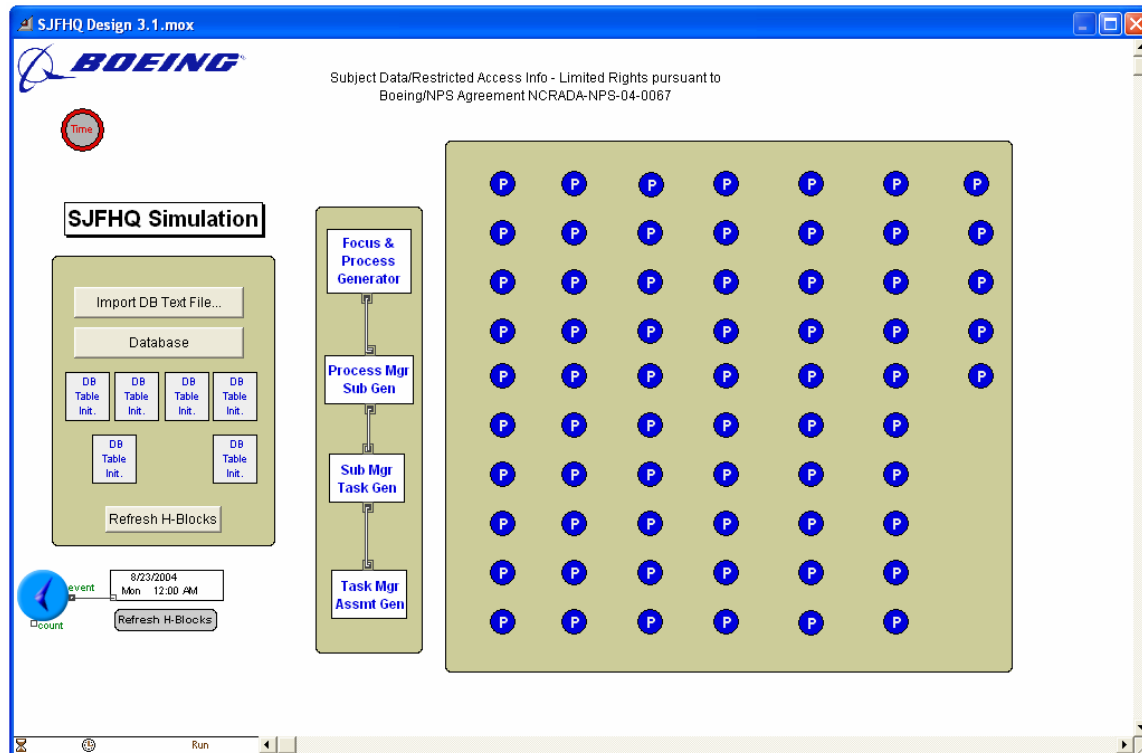 SJFHQ Design 3.1.mox
BOEING
Subject Data/Restricted Access Info - Limited Rights pursuant to
Boeing/NPS Agreement NCRADA-NPS-04-0067
Time
SJFHQ Simulation
Import DB Text File...
Database
DB
Table
Init.
DB
Table
Init.
DB
Table
Init.
DB
Table
Init.
DB
Table
Init.
DB
Table
Init.
Refresh H-Blocks
event
count
8/23/2004
Mon 12:00 AM
Refresh H-Blocks
Focus &
Process
Generator
Process Mgr
Sub Gen
Sub Mgr
Task Gen
Task Mgr
Assmt Gen
P P P P P P P
P P P P P P P
P P P P P P P
P P P P P P P
P P P P P P P
P P P P P P
P P P P P P
P P P P P P
P P P P P P
P P P P P P
Run